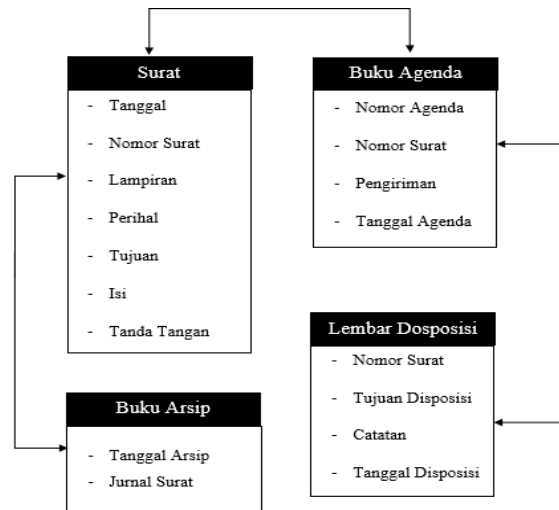 Surat
- Tanggal
- Nomor Surat
- Lampiran
- Perihal
- Tujuan
- Isi
- Tanda Tangan
Buku Agenda
- Nomor Agenda
- Nomor Surat
- Pengiriman
- Tanggal Agenda
Buku Arsip
- Tanggal Arsip
- Jurnal Surat
Lembar Dosposisi
- Nomor Surat
- Tujuan Disposisi
- Catatan
- Tanggal Disposisi